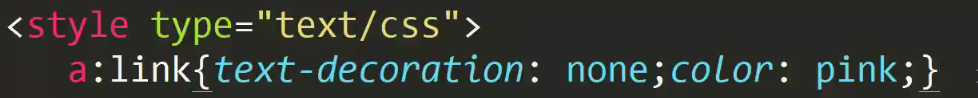 <style type="text/css">
a:link{text-decoration: none;color: pink;}